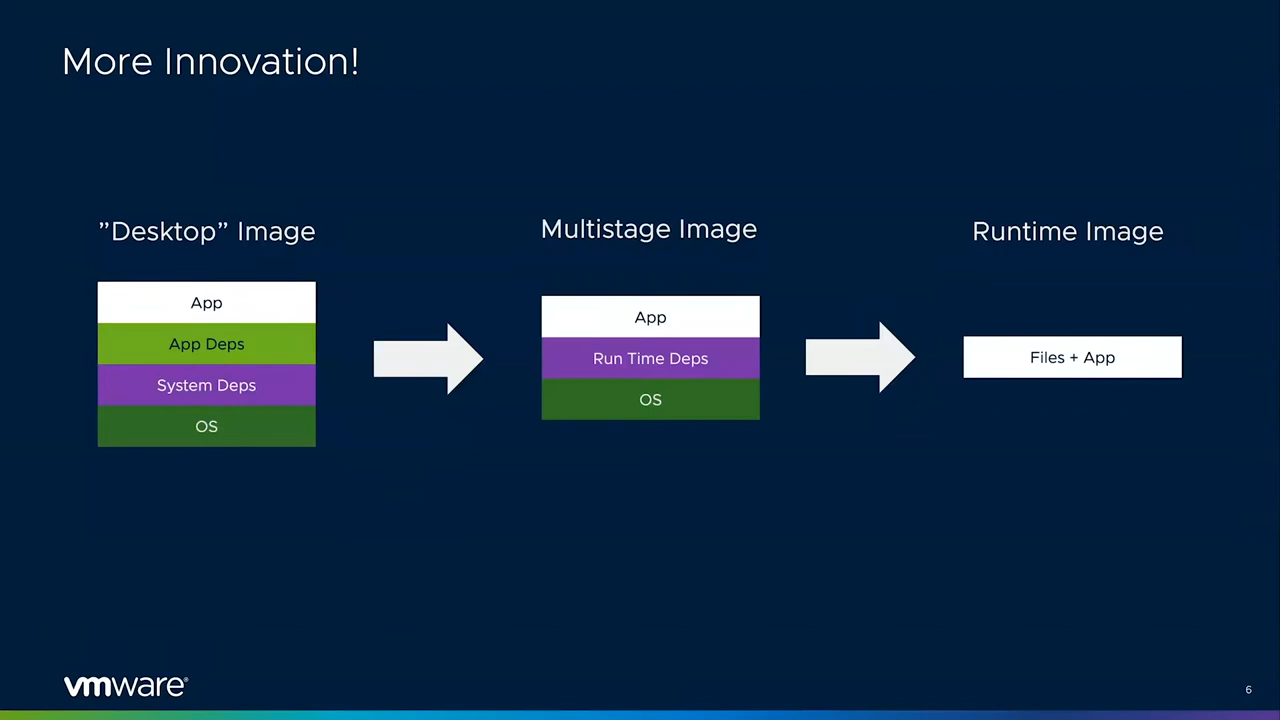 More Innovation!
”Desktop” Image
App
App Deps
System Deps
OS
Multistage Image
App
Run Time Deps
OS
Runtime Image
Files + App
vmware®
6